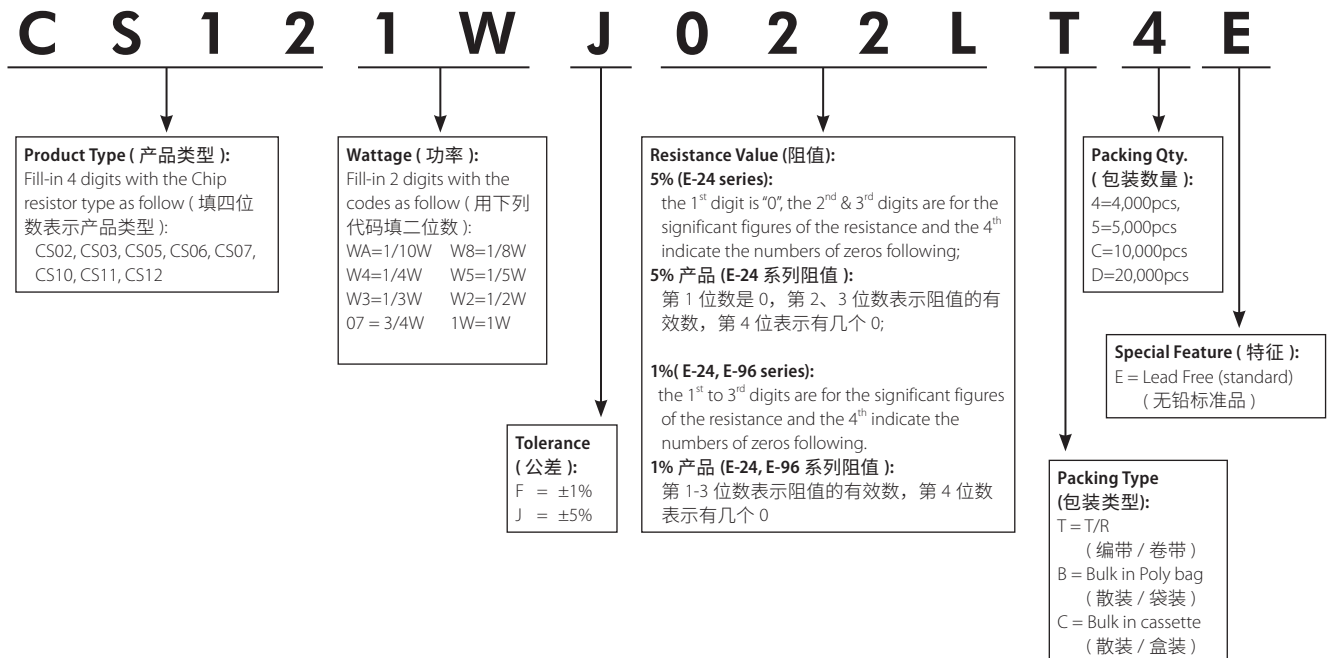 C S 1 2 1 W J 0 2 2 L T 4 E
Product Type ( 产品类型 ):
Fill-in 4 digits with the Chip
resistor type as follow ( 填四位
数表示产品类型 ):
CS02, CS03, CS05, CS06, CS07,
CS10, CS11, CS12
Wattage ( 功率 ):
Fill-in 2 digits with the
codes as follow ( 用下列
代码填二位数 ):
WA=1/10W W8=1/8W
W4=1/4W W5=1/5W
W3=1/3W W2=1/2W
07 = 3/4W 1W=1W
Tolerance
( 公差 ):
F = ±1%
J = ±5%
Resistance Value (阻值):
5% (E-24 series):
the 1st digit is “0”, the 2nd & 3rd digits are for the
significant figures of the resistance and the 4th
indicate the numbers of zeros following;
5% 产品 (E-24 系列阻值 ):
第 1 位数是 0，第 2、3 位数表示阻值的有
效数，第 4 位表示有几个 0;
1%( E-24, E-96 series):
the 1st to 3rd digits are for the significant figures
of the resistance and the 4th indicate the
numbers of zeros following.
1% 产品 (E-24, E-96 系列阻值 ):
第 1-3 位数表示阻值的有效数，第 4 位数
表示有几个 0
Packing Qty.
( 包装数量 ):
4=4,000pcs,
5=5,000pcs
C=10,000pcs
D=20,000pcs
Special Feature ( 特征 ):
E = Lead Free (standard)
( 无铅标准品 )
Packing Type
(包装类型):
T = T/R
( 编带 / 卷带 )
B = Bulk in Poly bag
( 散装 / 袋装 )
C = Bulk in cassette
( 散装 / 盒装 )